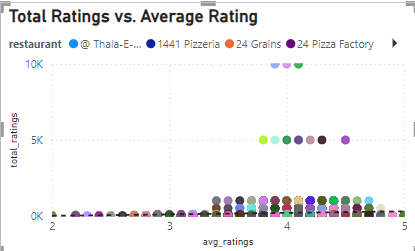 Total Ratings vs. Average Rating
restaurant @ Thala-E-... 1441 Pizzeria 24 Grains 24 Pizza Factory
10K
5K
0K
total_ratings
2 3 4 5
avg_ratings